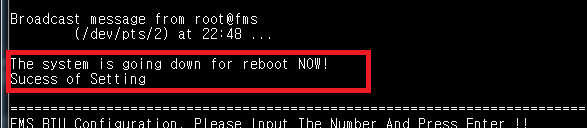 Broadcast message from root@fms
(/dev/pts/2) at 22:48 ...
The system is going down for reboot NOW!
Sucess of Setting
================================================================================
FMS RTU Configuration. Please Input The Number And Press Enter !!